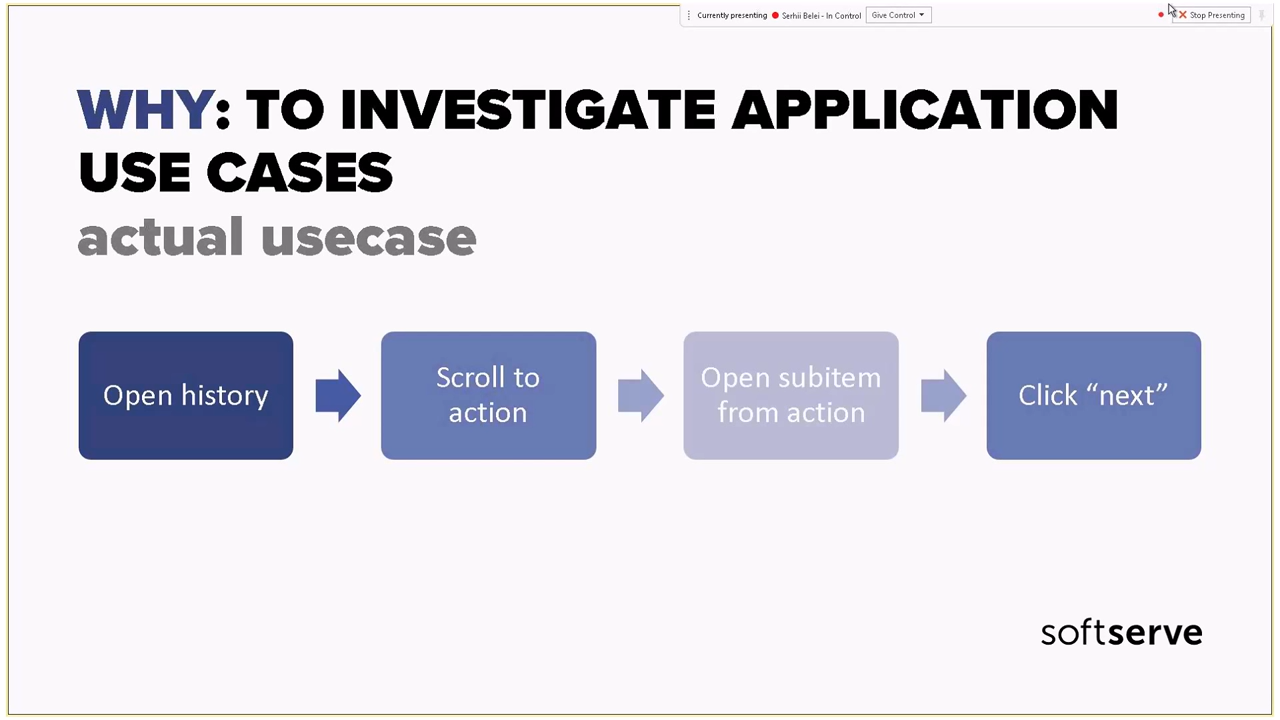 Currently presenting Serhii Belei - In Control Give Control Stop Presenting
WHY: TO INVESTIGATE APPLICATION
USE CASES
actual usecase
Open history
Scroll to
action
Open subitem
from action
Click “next”
softserve